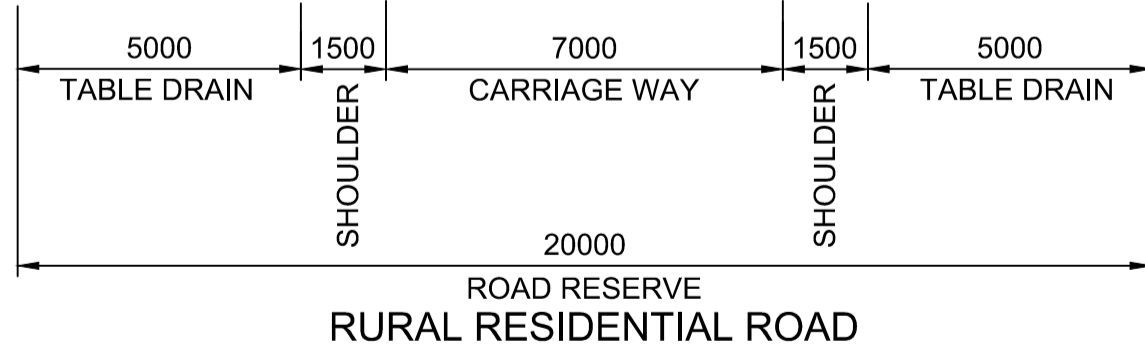 5000 1500 7000 1500 5000
TABLE DRAIN SHOULDER CARRIAGE WAY SHOULDER TABLE DRAIN
20000
ROAD RESERVE
RURAL RESIDENTIAL ROAD